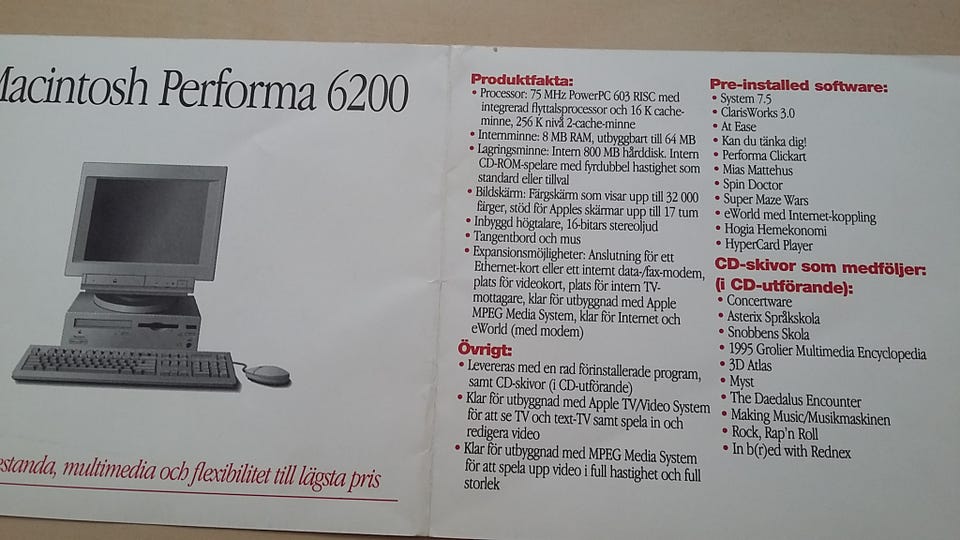 Macintosh Performa 6200
estanda, multimedia och flexibilitet till lägsta pris
Produktfakta:
• Processor: 75 MHz PowerPC 603 RISC med
integrerad flyttalsprocessor och 16 K cache-
minne, 256 K nivå 2-cache-minne
• Internminne: 8 MB RAM, utbyggbart till 64 MB
• Lagringsminne: Intern 800 MB hårddisk. Intern
CD-ROM-spelare med fyrdubbel hastighet som
standard eller tillval
• Bildskärm: Färgskärm som visar upp till 32 000
färger, stöd för Apples skärmar upp till 17 tum
• Inbyggd högtalare, 16-bitars stereoljud
• Tangentbord och mus
• Expansionsmöjligheter: Anslutning för ett
Ethernet-kort eller ett internt data-/fax-modem,
plats för videokort, plats för intern TV-
mottagare, klar för utbyggnad med Apple
MPEG Media System, klar för Internet och
eWorld (med modem)
Övrigt:
• Levereras med en rad förinstallerade program,
samt CD-skivor (i CD-utförande)
• Klar för utbyggnad med Apple TV/Video System
för att se TV och text-TV samt spela in och
redigera video
• Klar för utbyggnad med MPEG Media System
för att spela upp video i full hastighet och full
storlek
Pre-installed software:
• System 7.5
• ClarisWorks 3.0
• At Ease
• Kan du tänka dig!
• Performa Clickart
• Mias Mattehus
• Spin Doctor
• Super Maze Wars
• eWorld med Internet-koppling
• Hogia Hemekonomi
• HyperCard Player
CD-skivor som medföljer:
(i CD-utförande):
• Concertware
• Asterix Språkskola
• Snobbens Skola
• 1995 Grolier Multimedia Encyclopedia
• 3D Atlas
• Myst
• The Daedalus Encounter
• Making Music/Musikmaskinen
• Rock, Rap'n Roll
• In b(r)ed with Rednex